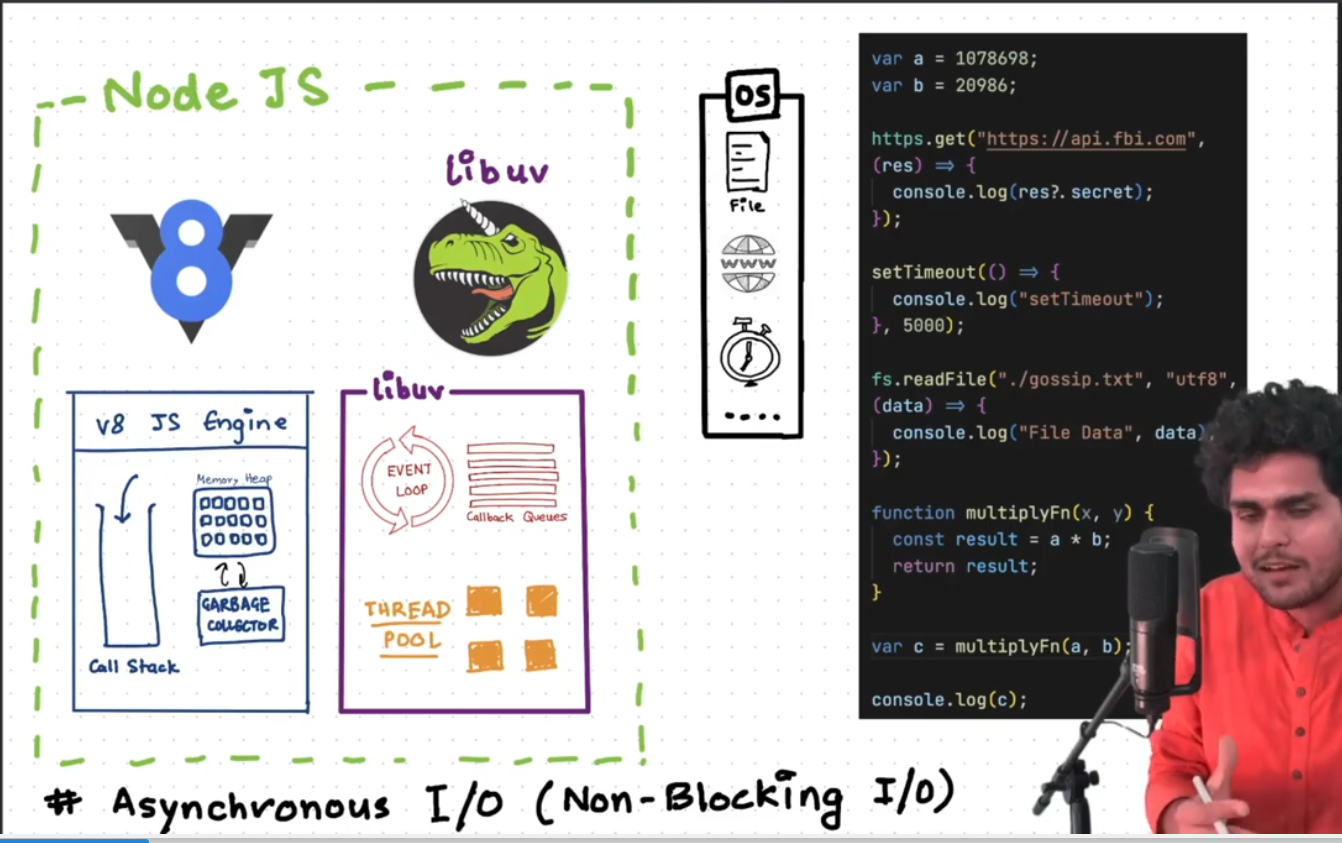 Node JS
libuv
8
V8 JS Engine
Memory Heap
GARBAGE
COLLECTOR
Call Stack
libuv
EVENT
LOOP
Callback Queues
THREAD
POOL
OS
File
WWW
var a = 1078698;
var b = 20986;
https.get("https://api.fbi.com",
(res) ⇒ {
console.log(res?.secret);
});
setTimeout(() ⇒ {
console.log("setTimeout");
}, 5000);
fs.readFile("./gossip.txt", "utf8",
(data) ⇒ {
console.log("File Data", data)
});
function multiplyFn(x, y) {
const result = a * b;
return result;
}
var c = multiplyFn(a, b);
console.log(c);
# Asynchronous I/O (Non-Blocking I/O)